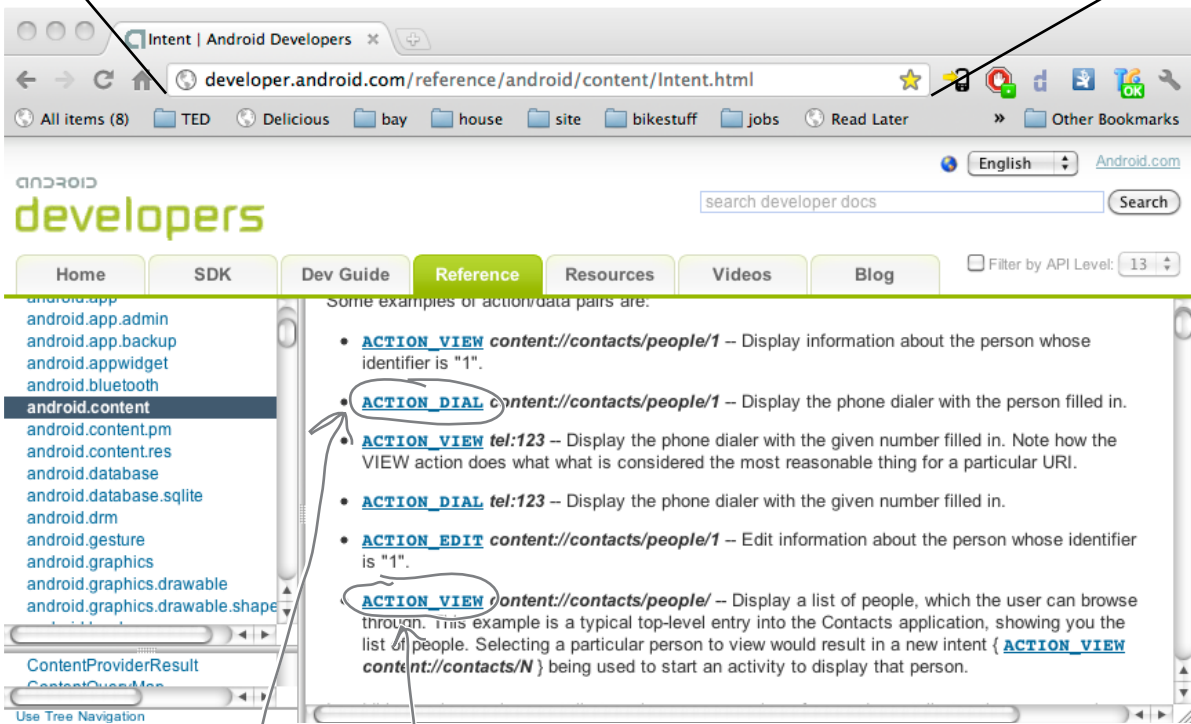 Intent | Android Developers
developer.android.com/reference/android/content/Intent.html
All items (8) TED Delicious bay house site bikestuff jobs Read Later » Other Bookmarks
English Android.com
android
developers
search developer docs Search
Home SDK Dev Guide Reference Resources Videos Blog Filter by API Level: 13
android.app
android.app.admin
android.app.backup
android.appwidget
android.bluetooth
android.content
android.content.pm
android.content.res
android.database
android.database.sqlite
android.drm
android.gesture
android.graphics
android.graphics.drawable
android.graphics.drawable.shape
ContentProviderResult
ContentQueryMap
Use Tree Navigation
Some examples of action/data pairs are:
• ACTION_VIEW content://contacts/people/1 -- Display information about the person whose
identifier is "1".
• ACTION_DIAL content://contacts/people/1 -- Display the phone dialer with the person filled in.
• ACTION_VIEW tel:123 -- Display the phone dialer with the given number filled in. Note how the
VIEW action does what what is considered the most reasonable thing for a particular URI.
• ACTION_DIAL tel:123 -- Display the phone dialer with the given number filled in.
• ACTION_EDIT content://contacts/people/1 -- Edit information about the person whose identifier
is "1".
• ACTION_VIEW content://contacts/people/ -- Display a list of people, which the user can browse
through. This example is a typical top-level entry into the Contacts application, showing you the
list of people. Selecting a particular person to view would result in a new intent { ACTION_VIEW
content://contacts/N } being used to start an activity to display that person.